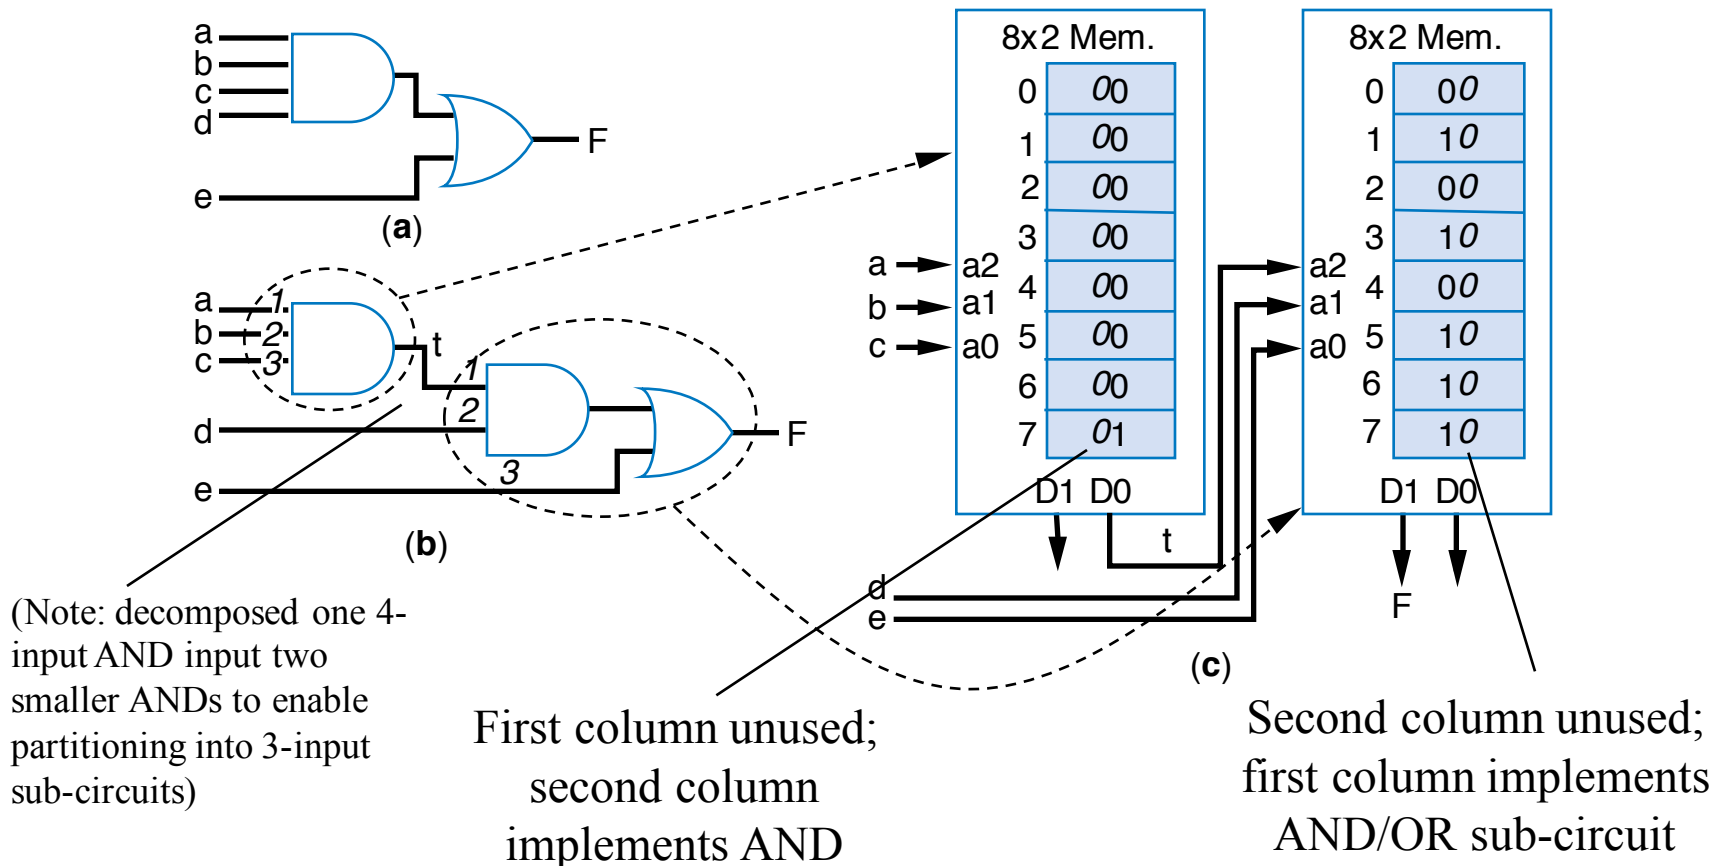 a
b
c
d
e
F
(a)
a 1
b 2
c 3
t
1
2
d
3
e
F
(b)
(Note: decomposed one 4-
input AND input two
smaller ANDs to enable
partitioning into 3-input
sub-circuits)
8x2 Mem.
0 00
1 00
2 00
3 00
4 00
5 00
6 00
7 01
a a2
b a1
c a0
D1 D0
t
d
e
8x2 Mem.
0 00
1 10
2 00
3 10
4 00
5 10
6 10
7 10
a2
a1
a0
D1 D0
F
(c)
First column unused;
second column
implements AND
Second column unused;
first column implements
AND/OR sub-circuit